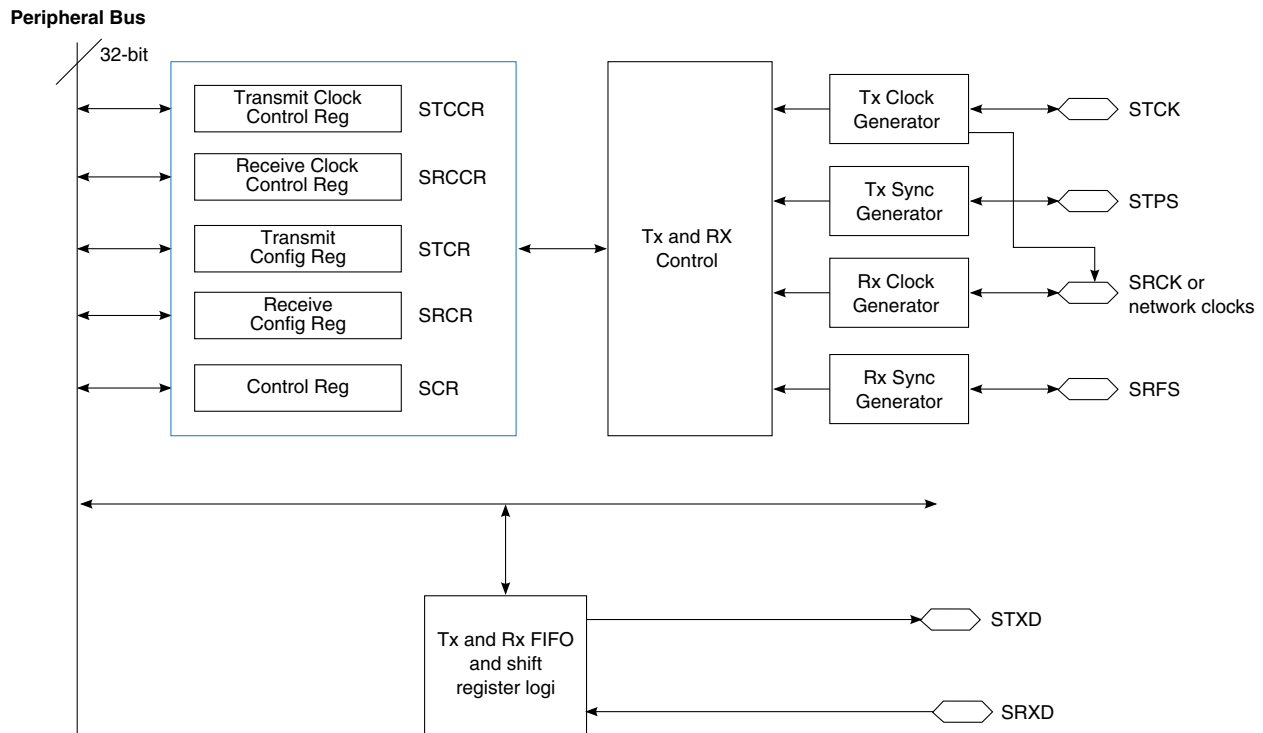 Peripheral Bus
32-bit
Transmit Clock
Control Reg
STCCR
Receive Clock
Control Reg
SRCCR
Transmit
Config Reg
STCR
Receive
Config Reg
SRCR
Control Reg
SCR
Tx and RX
Control
Tx Clock
Generator
STCK
Tx Sync
Generator
STPS
Rx Clock
Generator
SRCK or
network clocks
Rx Sync
Generator
SRFS
Tx and Rx FIFO
and shift
register logi
STXD
SRXD